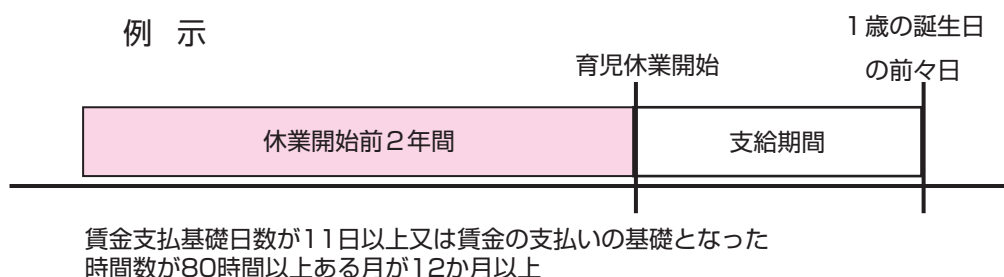 例 示
1歳の誕生日
の前々日
育児休業開始
休業開始前2年間
支給期間
賃金支払基礎日数が11日以上又は賃金の支払いの基礎となった
時間数が80時間以上ある月が12か月以上